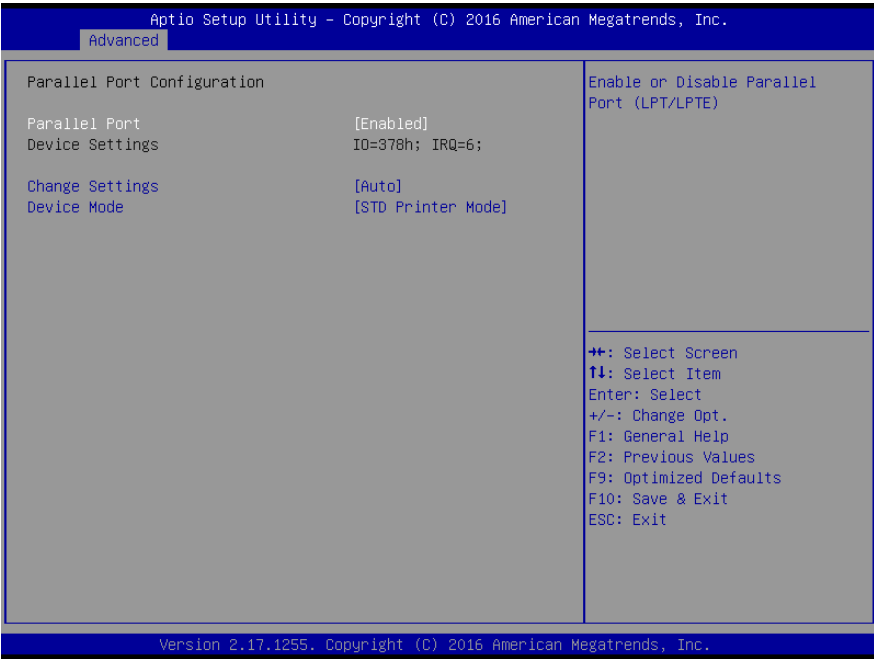 Aptio Setup Utility – Copyright (C) 2016 American Megatrends, Inc.
Advanced
Parallel Port Configuration
Parallel Port [Enabled]
Device Settings IO=378h; IRQ=6;
Change Settings [Auto]
Device Mode [STD Printer Mode]
Enable or Disable Parallel
Port (LPT/LPTE)
→←: Select Screen
↑↓: Select Item
Enter: Select
+/-: Change Opt.
F1: General Help
F2: Previous Values
F9: Optimized Defaults
F10: Save & Exit
ESC: Exit
Version 2.17.1255. Copyright (C) 2016 American Megatrends, Inc.